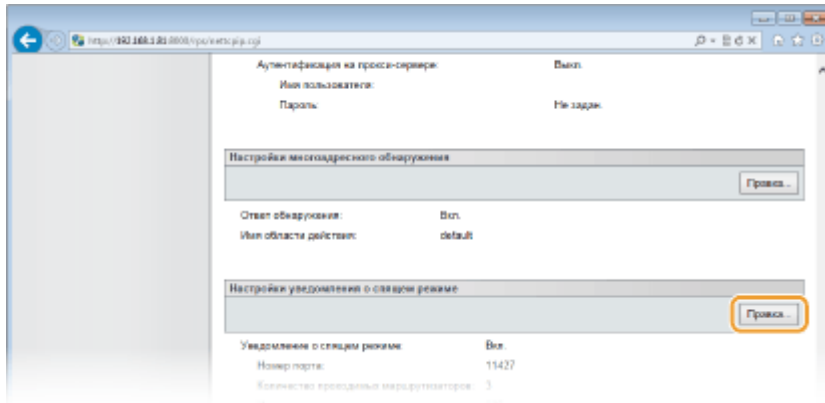 http://192.168.1.81:8000/rps/nettcpip.cgi
Аутентификация на прокси-сервере: Выкл.
Имя пользователя:
Пароль: Не задан.
Настройки многоадресного обнаружения
Правка...
Ответ обнаружения: Вкл.
Имя области действия: default
Настройки уведомления о спящем режиме
Правка...
Уведомление о спящем режиме: Вкл.
Номер порта: 11427
Количество проводимых маршрутизаторов: 3